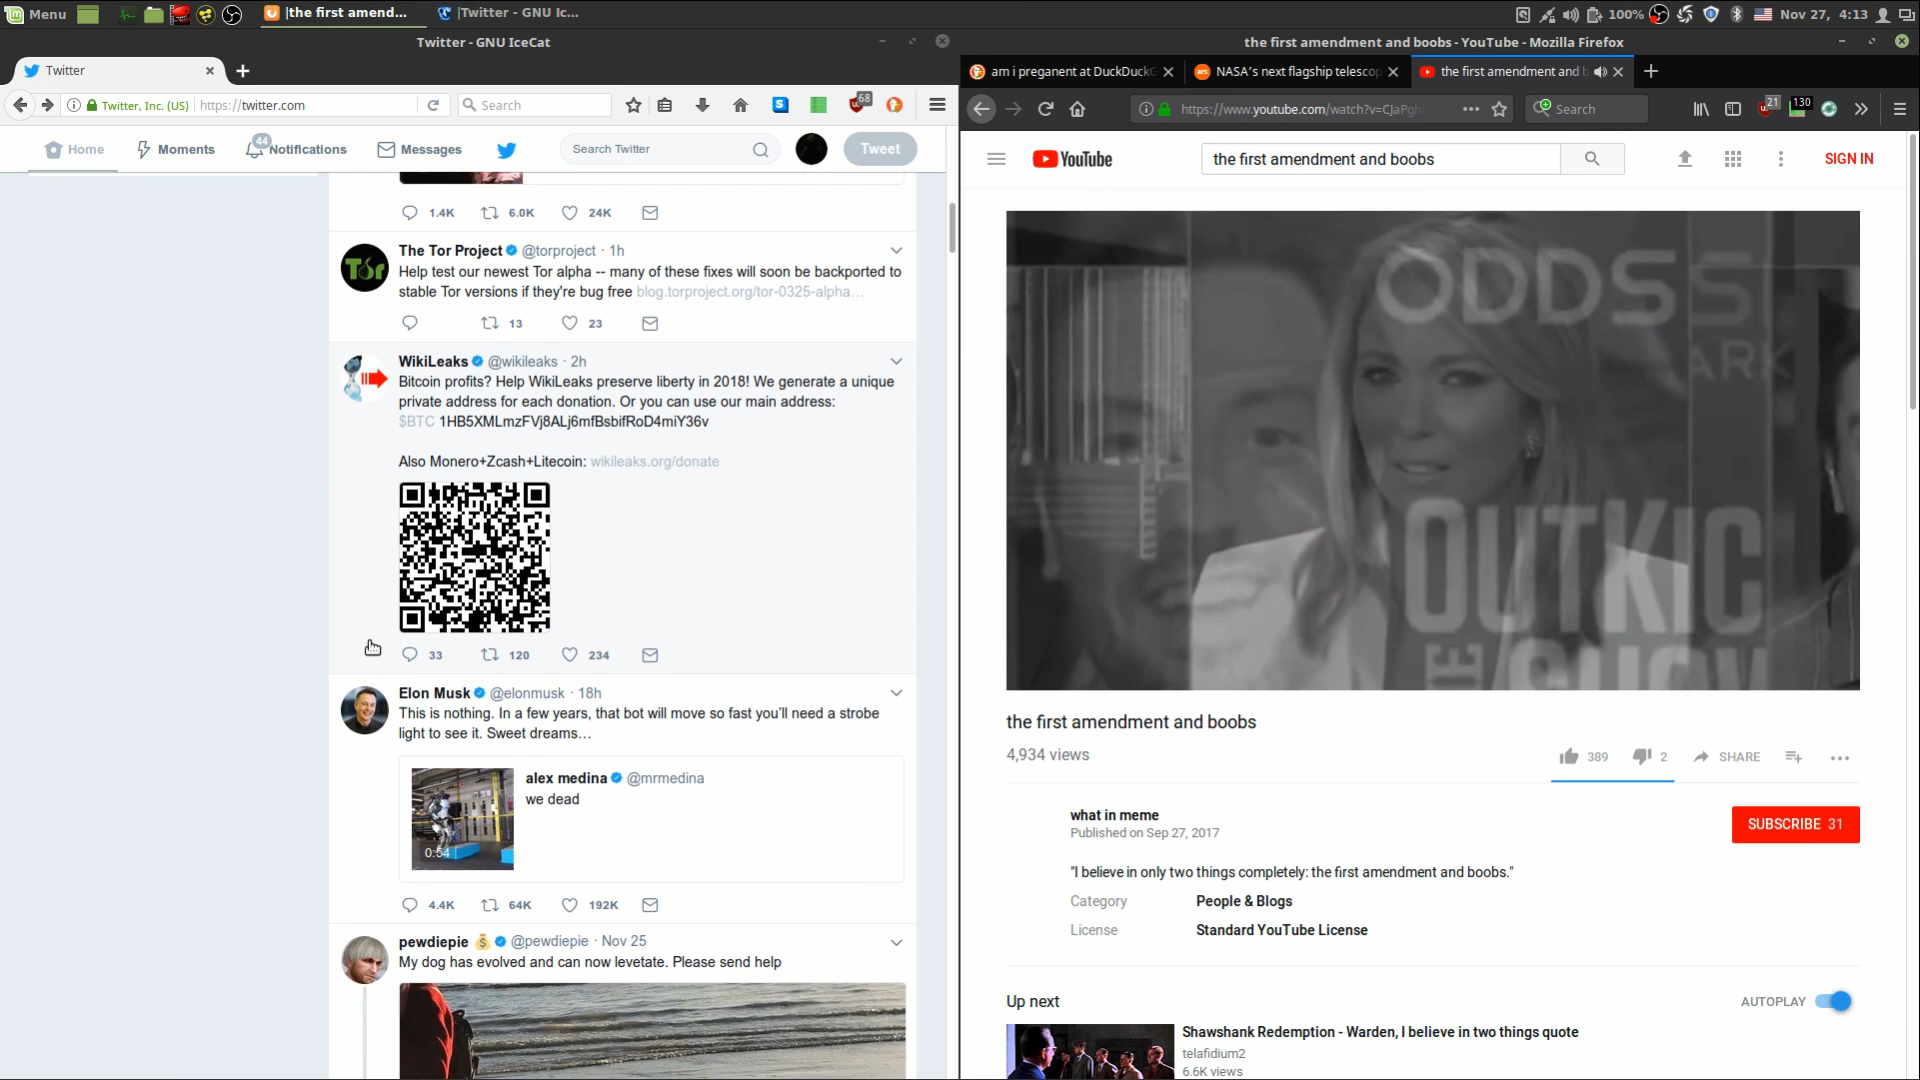 Menu
|the first amend...
|Twitter - GNU Ic...
100%
Nov 27, 4:13
Twitter - GNU IceCat
Twitter
Twitter, Inc. (US)
https://twitter.com
Search
68
Home
Moments
44
Notifications
Messages
Search Twitter
Tweet
1.4K 6.0K 24K
The Tor Project @torproject · 1h
Help test our newest Tor alpha -- many of these fixes will soon be backported to
stable Tor versions if they're bug free blog.torproject.org/tor-0325-alpha…
13 23
WikiLeaks @wikileaks · 2h
Bitcoin profits? Help WikiLeaks preserve liberty in 2018! We generate a unique
private address for each donation. Or you can use our main address:
$BTC 1HB5XMLmzFVj8ALj6mfBsbifRoD4miY36v
Also Monero+Zcash+Litecoin: wikileaks.org/donate
33 120 234
Elon Musk @elonmusk · 18h
This is nothing. In a few years, that bot will move so fast you'll need a strobe
light to see it. Sweet dreams…
alex medina @mrmedina
we dead
0:54
4.4K 64K 192K
pewdiepie @pewdiepie · Nov 25
My dog has evolved and can now levetate. Please send help
the first amendment and boobs - YouTube - Mozilla Firefox
am i preganent at DuckDuckG
NASA's next flagship telescop
the first amendment and b
https://www.youtube.com/watch?v=CJaPgh
Search
21
130
YouTube
the first amendment and boobs
SIGN IN
ODDSS
ARK
OUTKIC
THE
SHOW
the first amendment and boobs
4,934 views
389 2 SHARE
what in meme
Published on Sep 27, 2017
SUBSCRIBE 31
"I believe in only two things completely: the first amendment and boobs."
Category People & Blogs
License Standard YouTube License
Up next
AUTOPLAY
Shawshank Redemption - Warden, I believe in two things quote
telafidium2
6.6K views